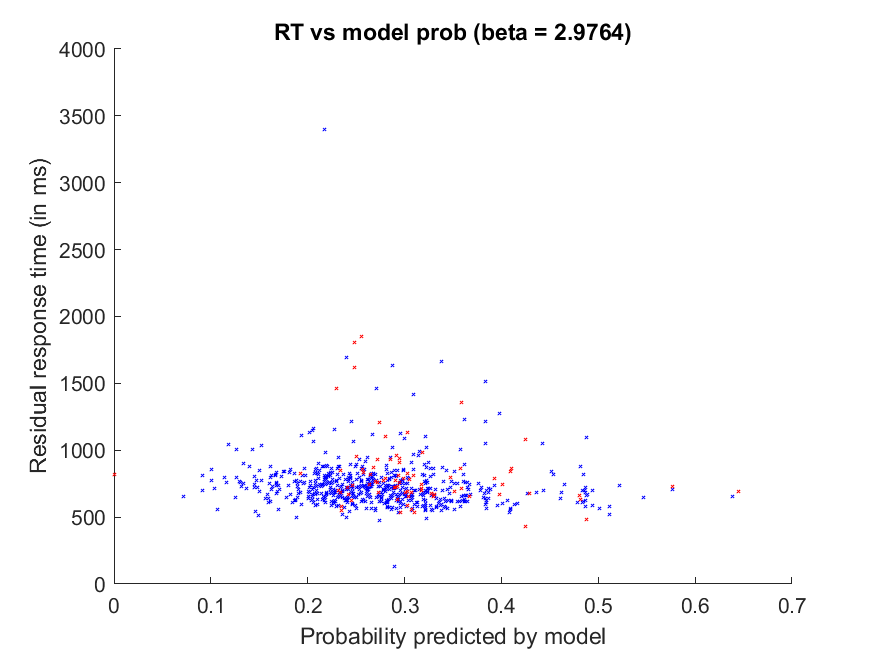 RT vs model prob (beta = 2.9764)
4000
3500
3000
2500
2000
1500
1000
500
0
Residual response time (in ms)
0 0.1 0.2 0.3 0.4 0.5 0.6 0.7
Probability predicted by model